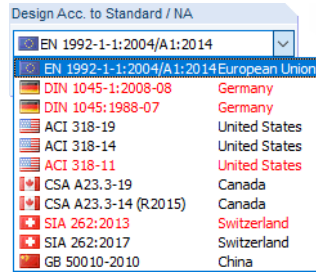 Design Acc. to Standard / NA
EN 1992-1-1:2004/A1:2014
EN 1992-1-1:2004/A1:2014 European Union
DIN 1045-1:2008-08 Germany
DIN 1045:1988-07 Germany
ACI 318-19 United States
ACI 318-14 United States
ACI 318-11 United States
CSA A23.3-19 Canada
CSA A23.3-14 (R2015) Canada
SIA 262:2013 Switzerland
SIA 262:2017 Switzerland
GB 50010-2010 China